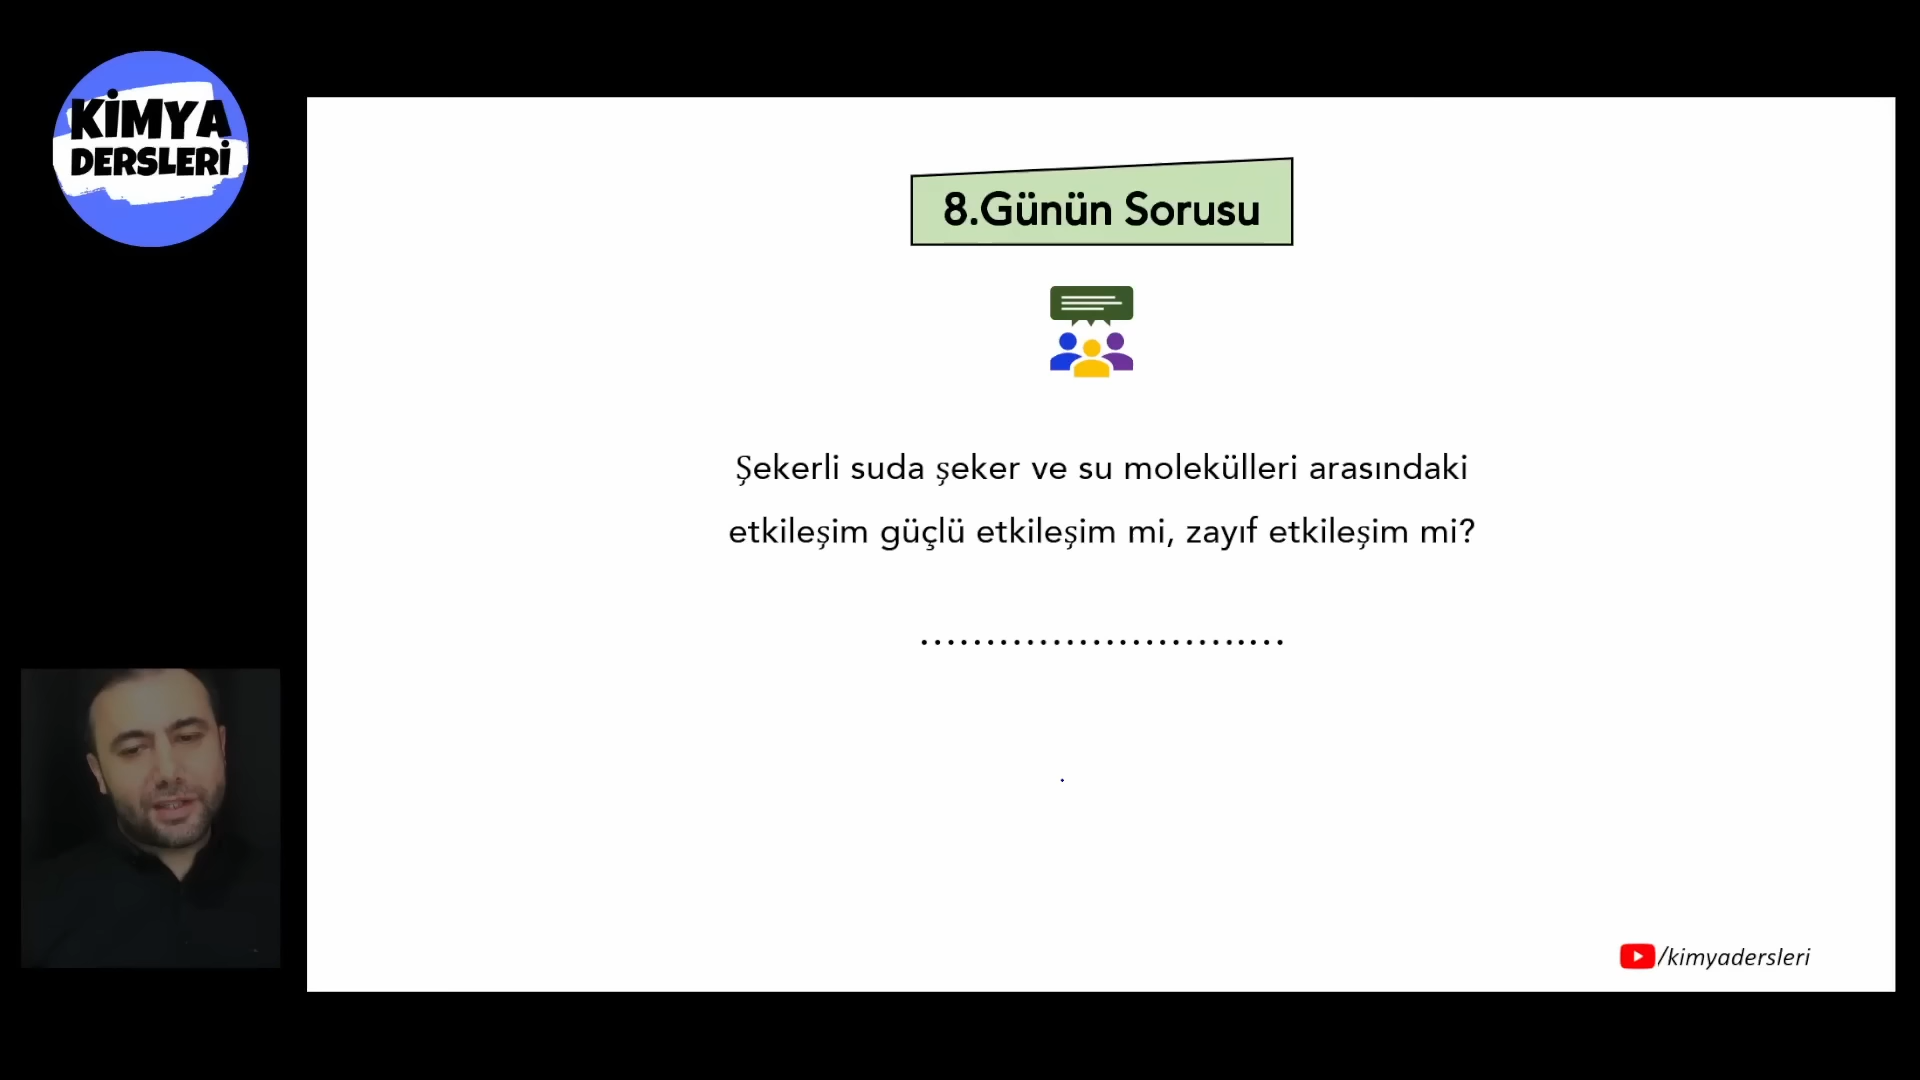 KİMYA
DERSLERİ
8.Günün Sorusu
Şekerli suda şeker ve su molekülleri arasındaki
etkileşim güçlü etkileşim mi, zayıf etkileşim mi?
............................
/kimyadersleri